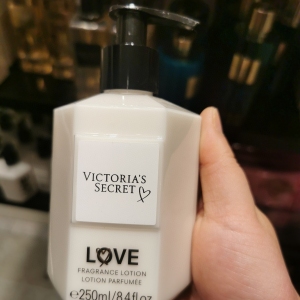 VICTORIA'S
SECRET
LOVE
FRAGRANCE LOTION
LOTION PARFUMÉE
℮250ml/8.4fl oz